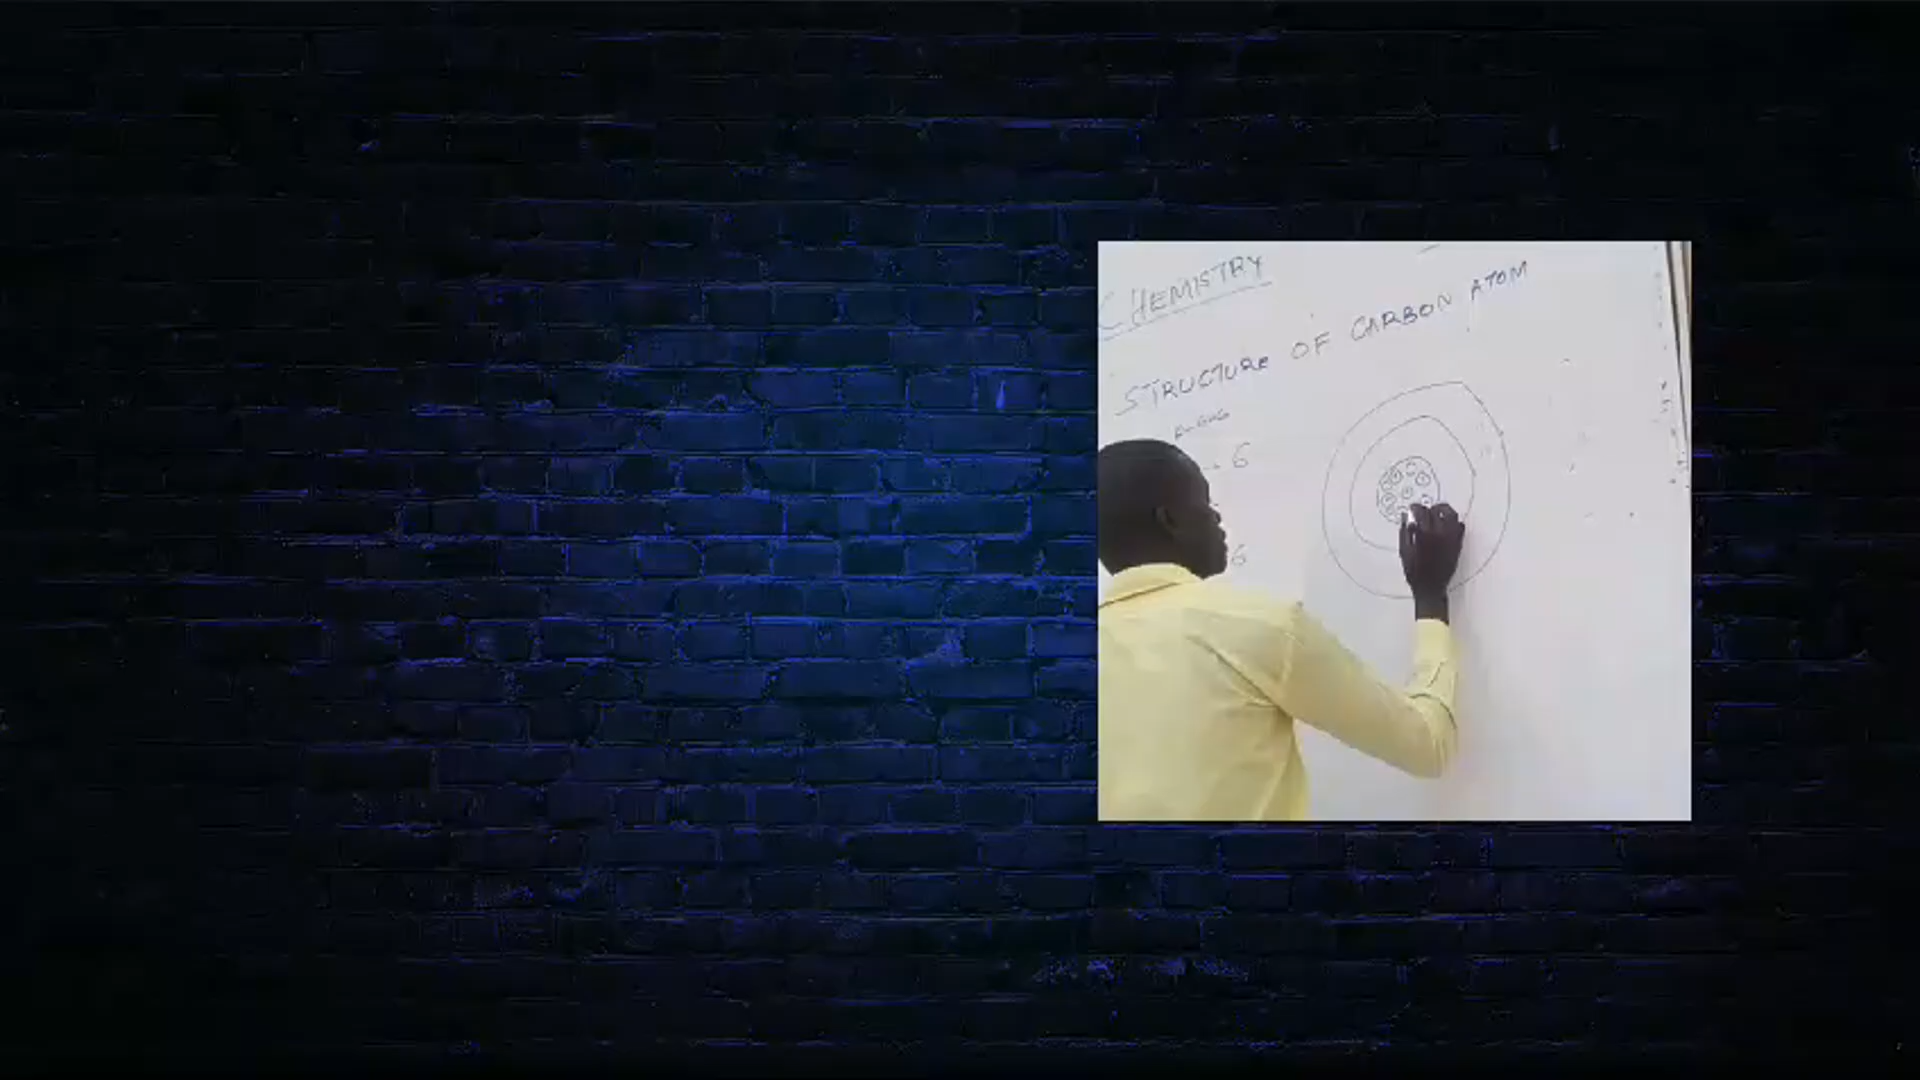 CHEMISTRY
STRUCTURE OF CARBON ATOM
6
6